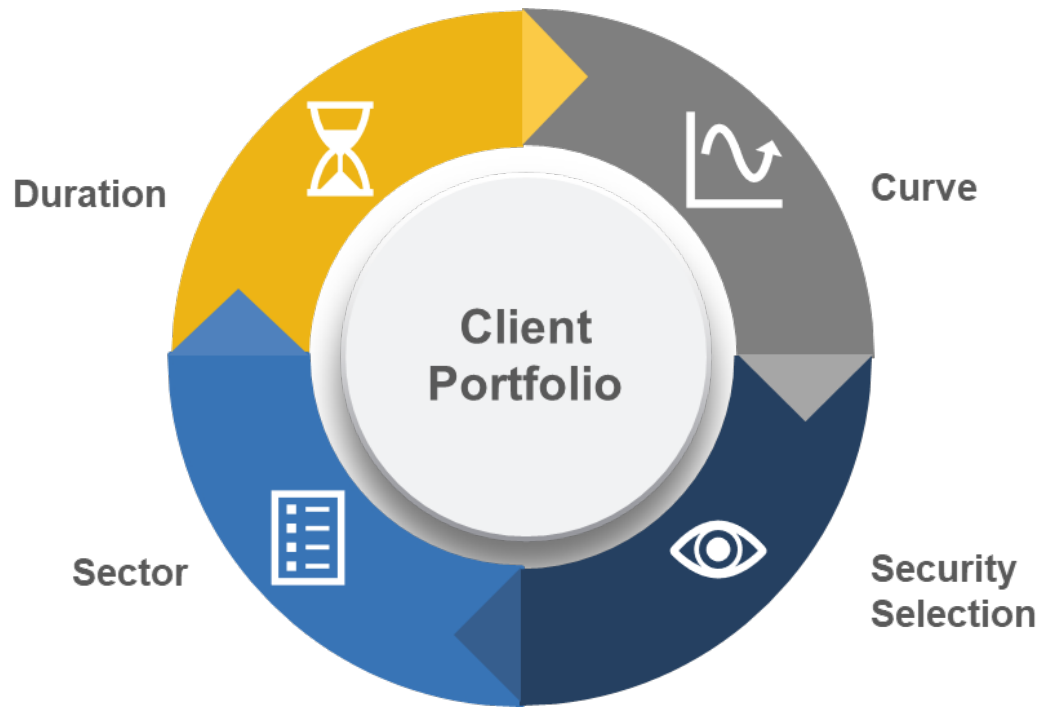 Duration
Curve
Client
Portfolio
Sector
Security
Selection